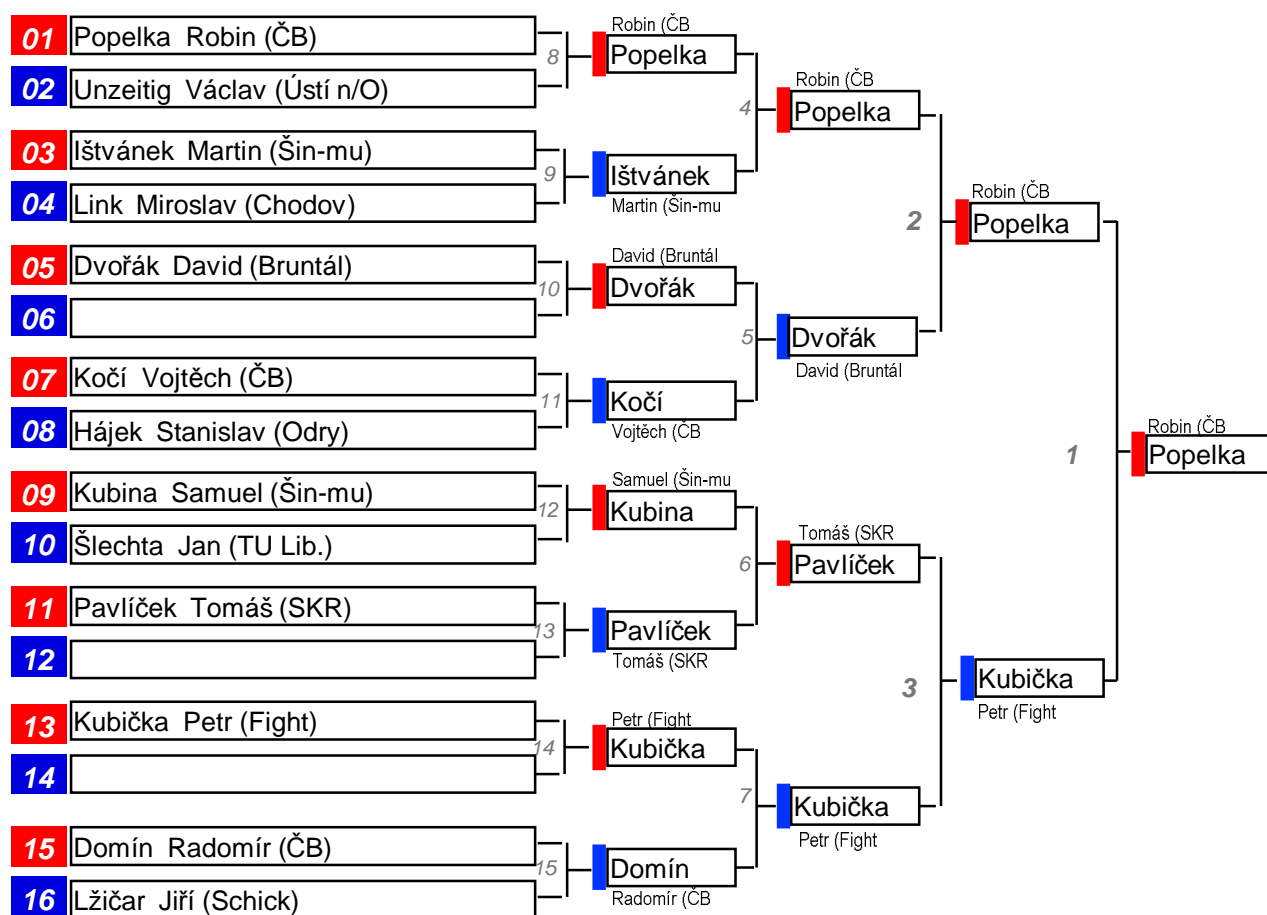 01 Popelka Robin (ČB)
02 Unzeitig Václav (Ústí n/O)
03 Ištvánek Martin (Šin-mu)
04 Link Miroslav (Chodov)
05 Dvořák David (Bruntál)
06
07 Kočí Vojtěch (ČB)
08 Hájek Stanislav (Odry)
09 Kubina Samuel (Šin-mu)
10 Šlechta Jan (TU Lib.)
11 Pavlíček Tomáš (SKR)
12
13 Kubička Petr (Fight)
14
15 Domín Radomír (ČB)
16 Lžičar Jiří (Schick)
8
9
10
11
12
13
14
15
Robin (ČB
Popelka
Ištvánek
Martin (Šin-mu
David (Bruntál
Dvořák
Kočí
Vojtěch (ČB
Samuel (Šin-mu
Kubina
Pavlíček
Tomáš (SKR
Petr (Fight
Kubička
Domín
Radomír (ČB
4
5
6
7
Robin (ČB
Popelka
Dvořák
David (Bruntál
Tomáš (SKR
Pavlíček
Kubička
Petr (Fight
2
3
Robin (ČB
Popelka
Kubička
Petr (Fight
1
Robin (ČB
Popelka